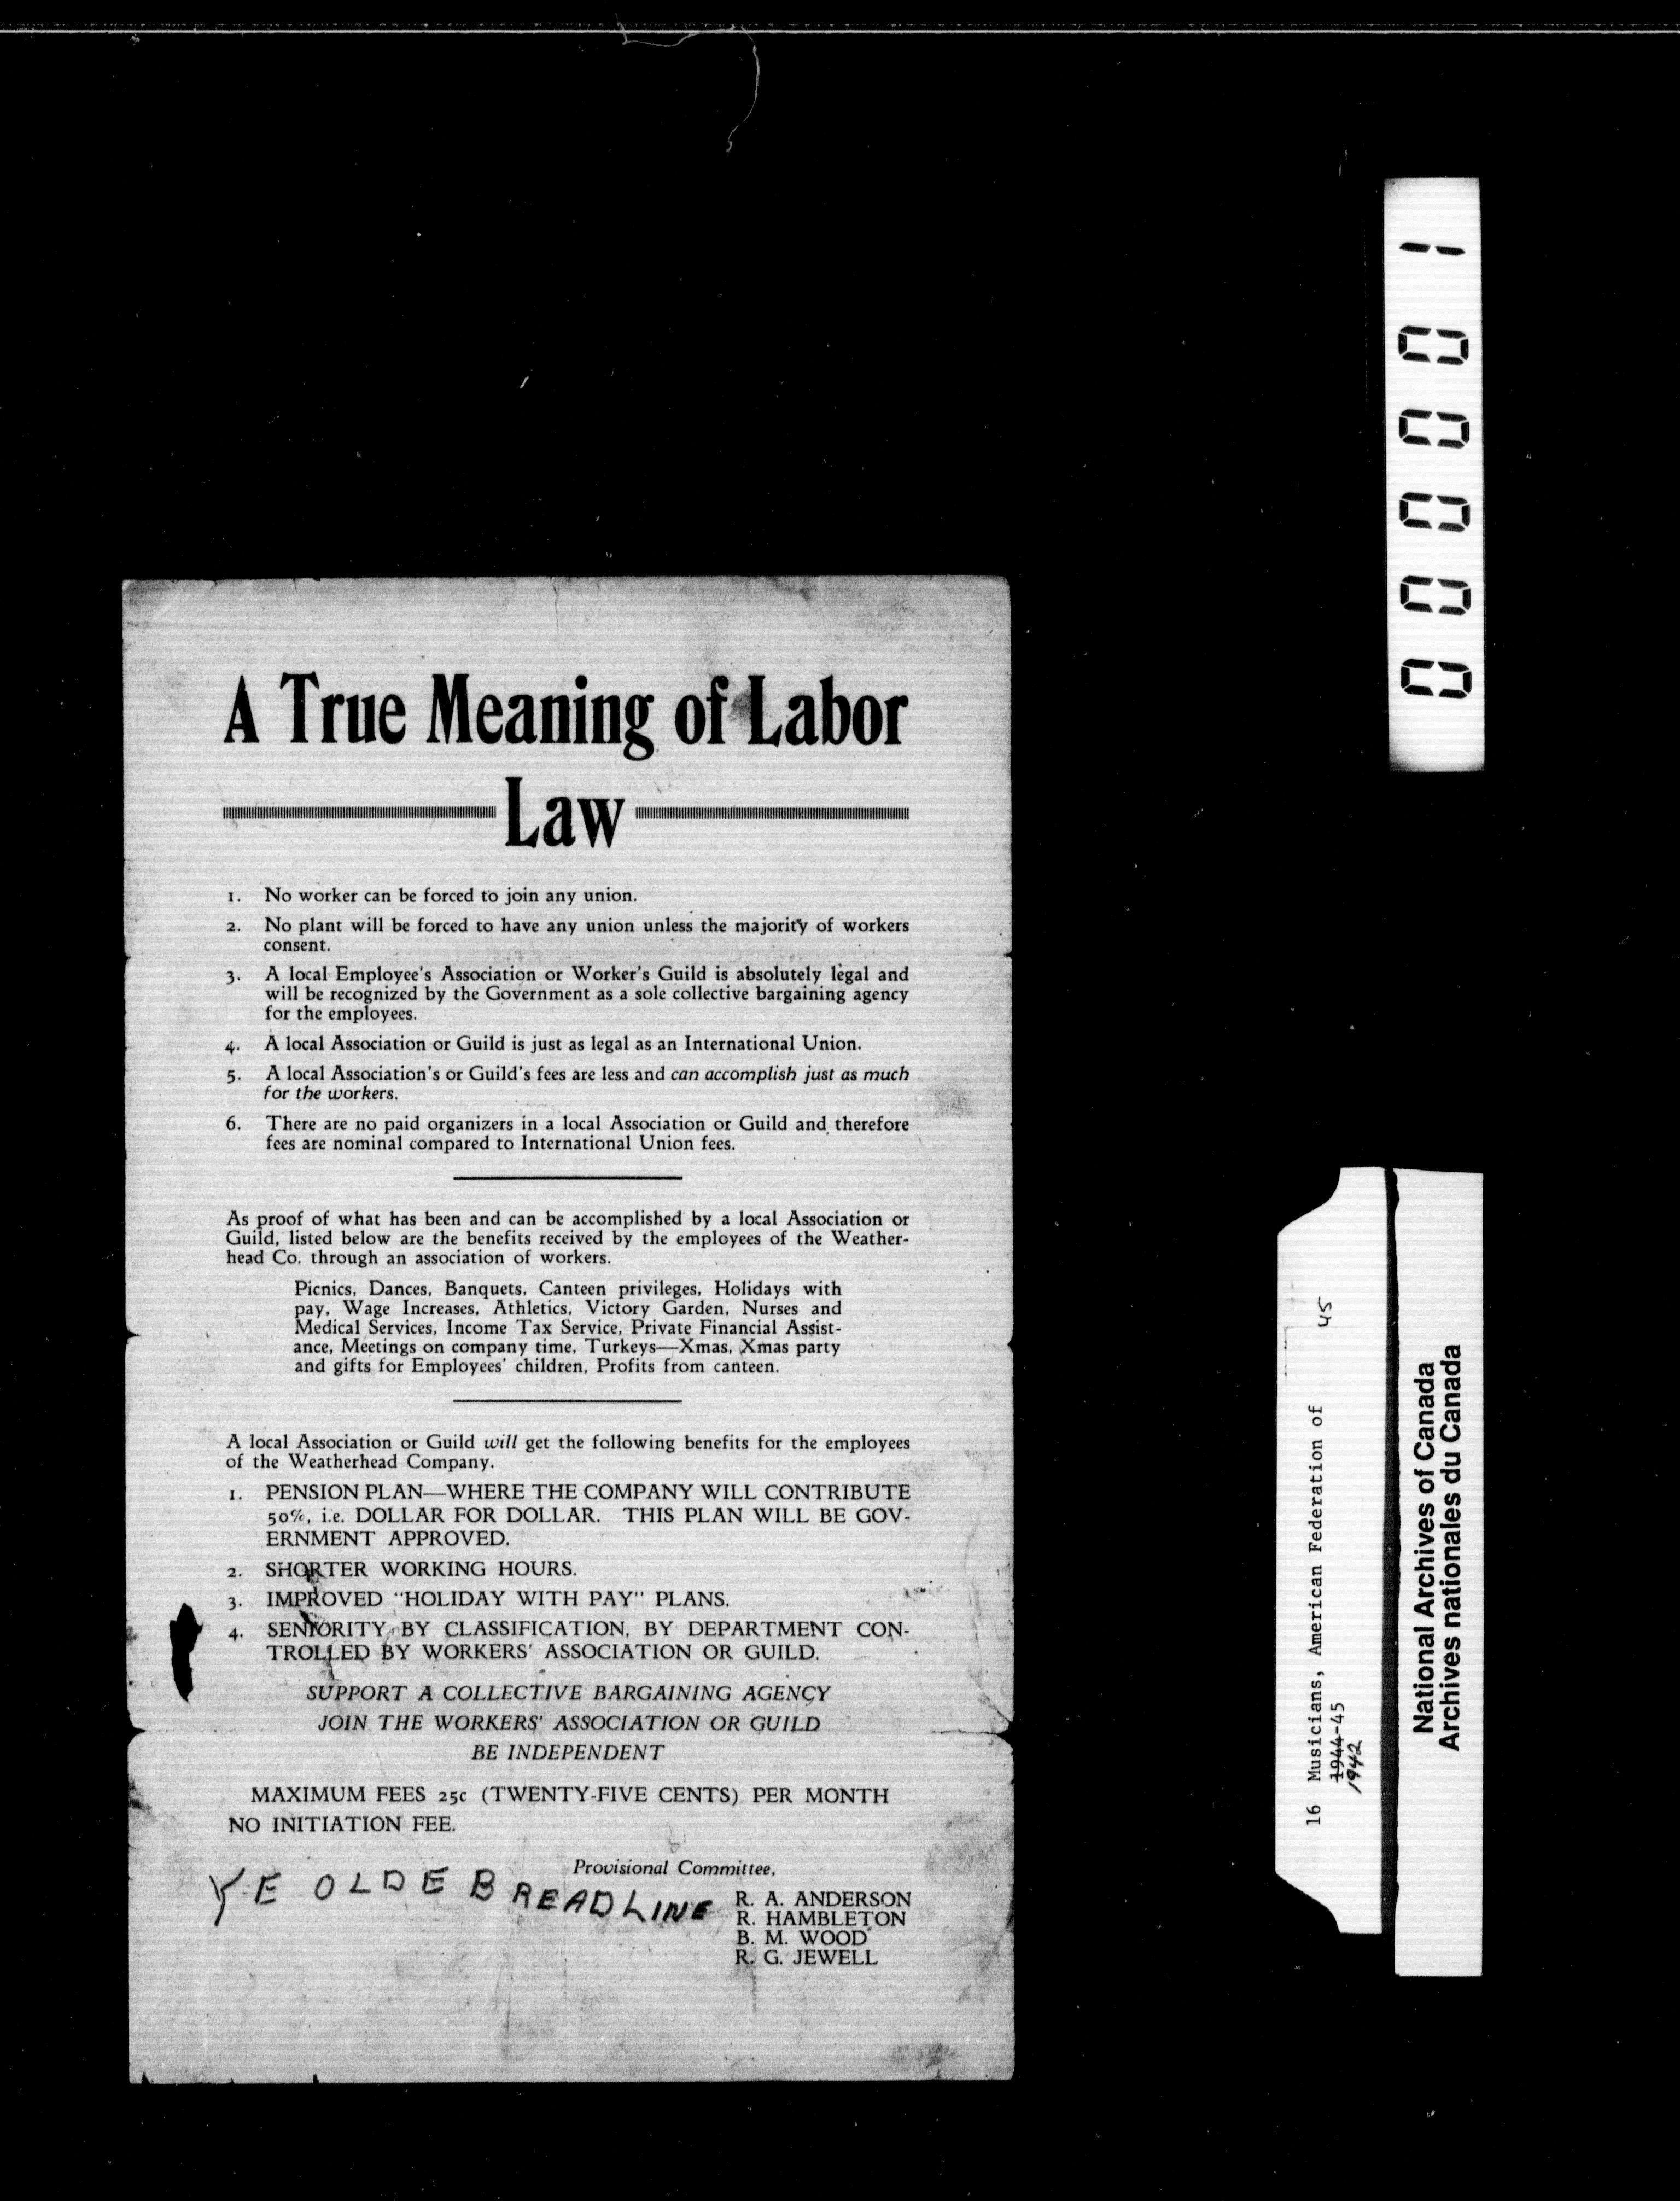 A True Meaning of Labor
Law
1. No worker can be forced to join any union.
2. No plant will be forced to have any union unless the majority of workers
consent.
3. A local Employee's Association or Worker's Guild is absolutely legal and
will be recognized by the Government as a sole collective bargaining agency
for the employees.
4. A local Association or Guild is just as legal as an International Union.
5. A local Association's or Guild's fees are less and can accomplish just as much
for the workers.
6. There are no paid organizers in a local Association or Guild and therefore
fees are nominal compared to International Union fees.
As proof of what has been and can be accomplished by a local Association or
Guild, listed below are the benefits received by the employees of the Weather-
head Co. through an association of workers.
Picnics, Dances, Banquets, Canteen privileges, Holidays with
pay, Wage Increases, Athletics, Victory Garden, Nurses and
Medical Services, Income Tax Service, Private Financial Assist-
ance, Meetings on company time, Turkeys—Xmas, Xmas party
and gifts for Employees' children, Profits from canteen.
A local Association or Guild will get the following benefits for the employees
of the Weatherhead Company.
1. PENSION PLAN—WHERE THE COMPANY WILL CONTRIBUTE
50%, i.e. DOLLAR FOR DOLLAR. THIS PLAN WILL BE GOV-
ERNMENT APPROVED.
2. SHORTER WORKING HOURS.
3. IMPROVED "HOLIDAY WITH PAY" PLANS.
4. SENIORITY BY CLASSIFICATION, BY DEPARTMENT CON-
TROLLED BY WORKERS' ASSOCIATION OR GUILD.
SUPPORT A COLLECTIVE BARGAINING AGENCY
JOIN THE WORKERS' ASSOCIATION OR GUILD
BE INDEPENDENT
MAXIMUM FEES 25c (TWENTY-FIVE CENTS) PER MONTH
NO INITIATION FEE.
Provisional Committee,
YE OLDE BREADLINE
R. A. ANDERSON
R. HAMBLETON
B. M. WOOD
R. G. JEWELL
000001
16 Musicians, American Federation of 45
1944-45
1942
National Archives of Canada
Archives nationales du Canada